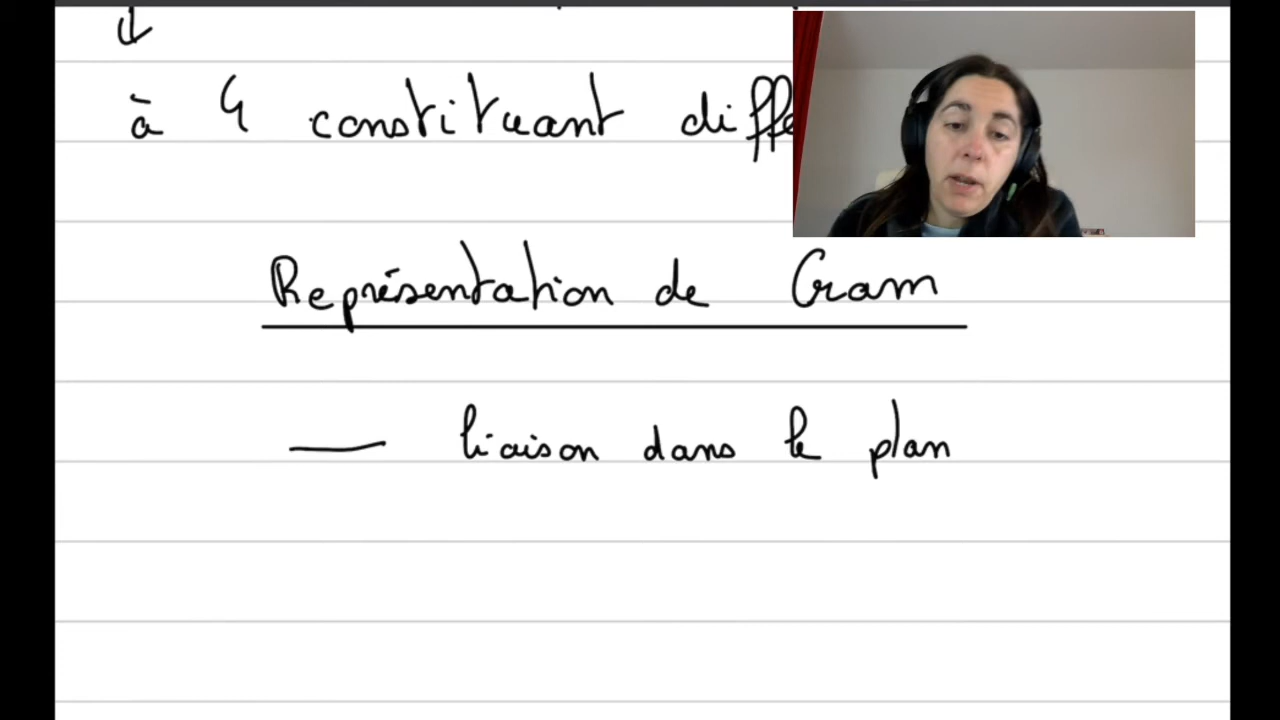 à 4 constituant
Représentation de Cram
liaison dans le plan